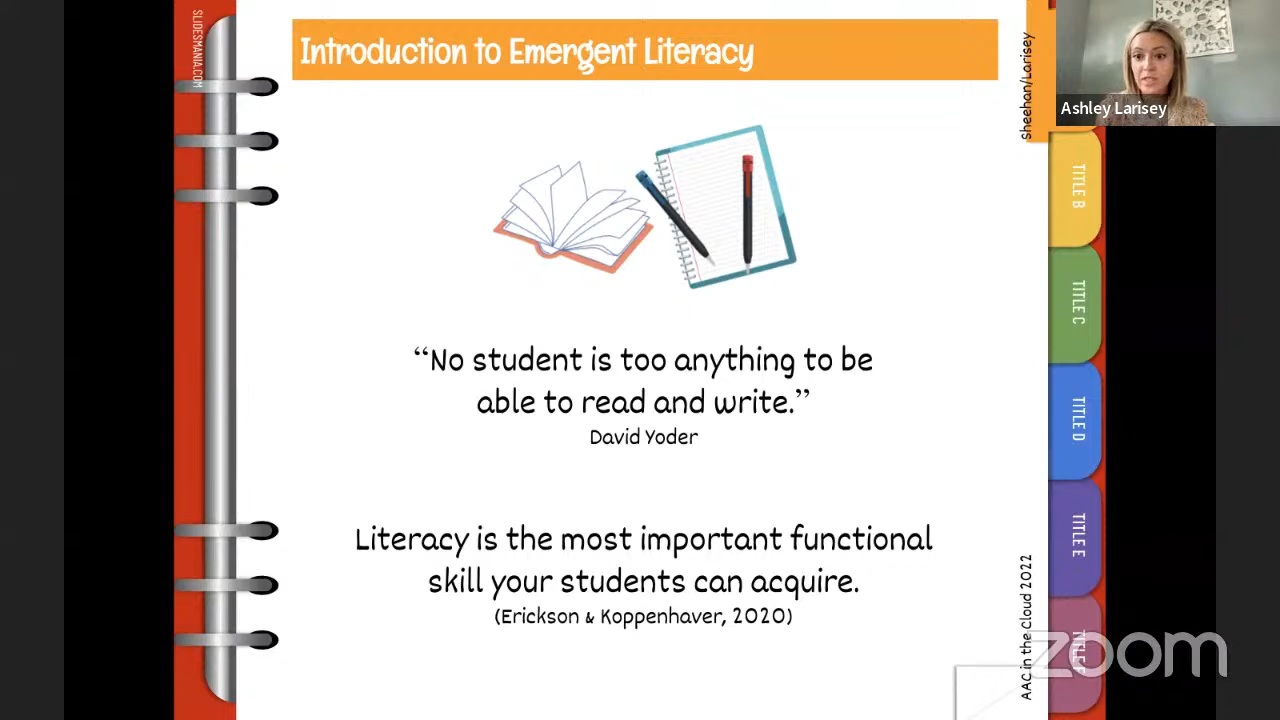 SLIDESMANIA.COM
Introduction to Emergent Literacy
sheehan/Larisey
Ashley Larisey
TITLE B
TITLE C
TITLE D
TITLE E
“No student is too anything to be
able to read and write.”
David Yoder
Literacy is the most important functional
skill your students can acquire.
(Erickson & Koppenhaver, 2020)
AAC in the Cloud 2022
zoom